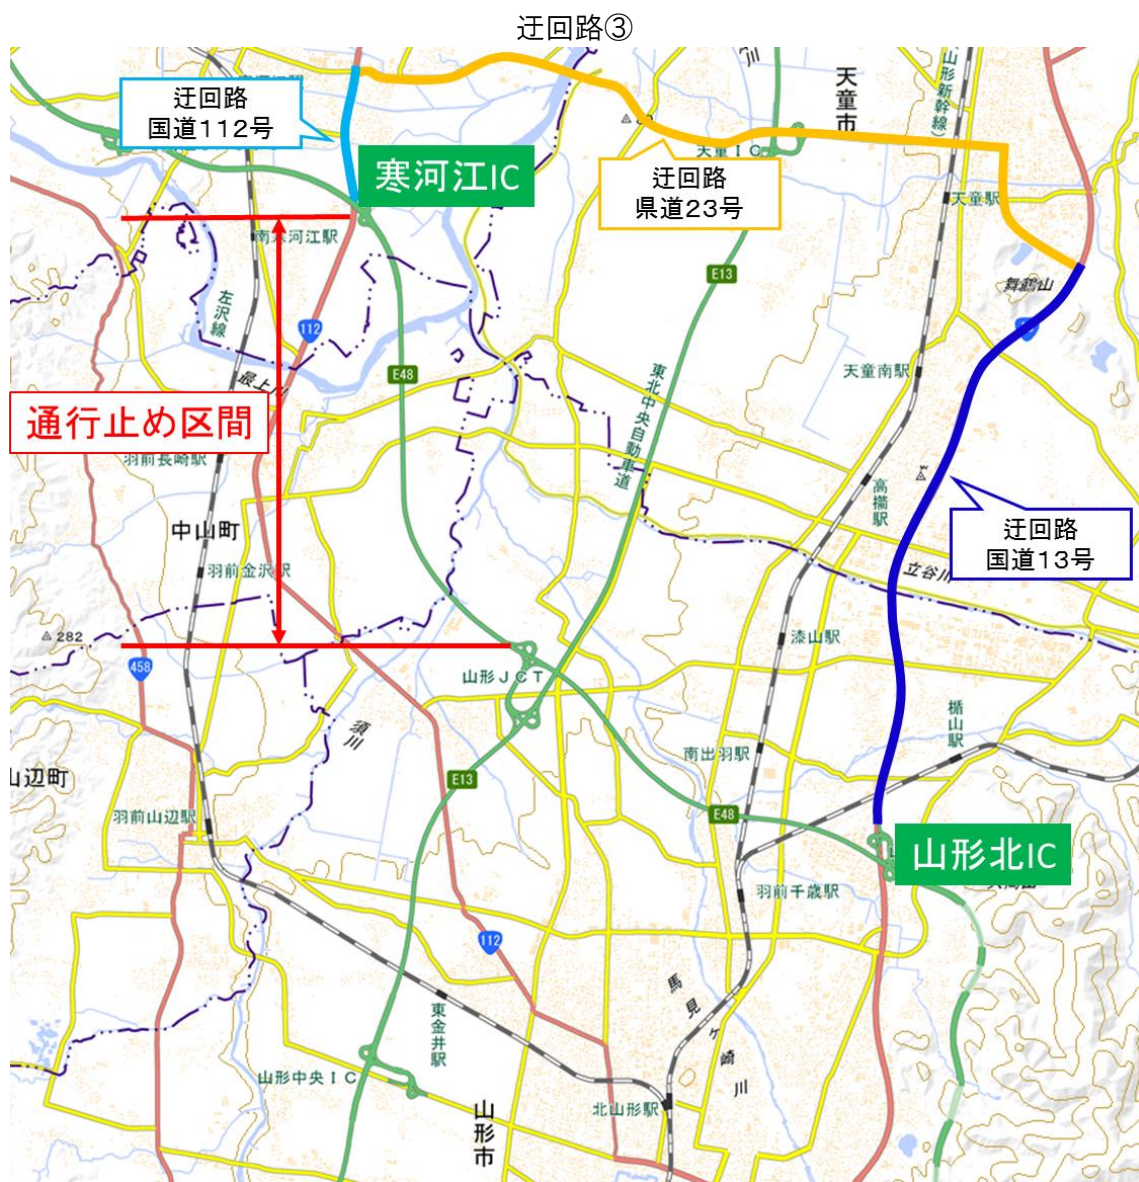 迂回路③
迂回路
国道112号
寒河江IC
天童市
山形新幹線)
川
天童IC
迂回路
県道23号
天童駅
南寒河江駅
舞鶴山
E13
左沢線
112
最上川
E48
東北中央自動車道
天童南駅
通行止め区間
羽前長崎駅
高擶駅
中山町
迂回路
国道13号
羽前金沢駅
立谷川
282
漆山駅
458
山形JCT
須川
楯山駅
南出羽駅
山辺町
E13
羽前山辺駅
E48
山形北IC
羽前千歳駅
112
馬見ヶ崎川
東金井駅
山形中央IC
北山形駅
山形市